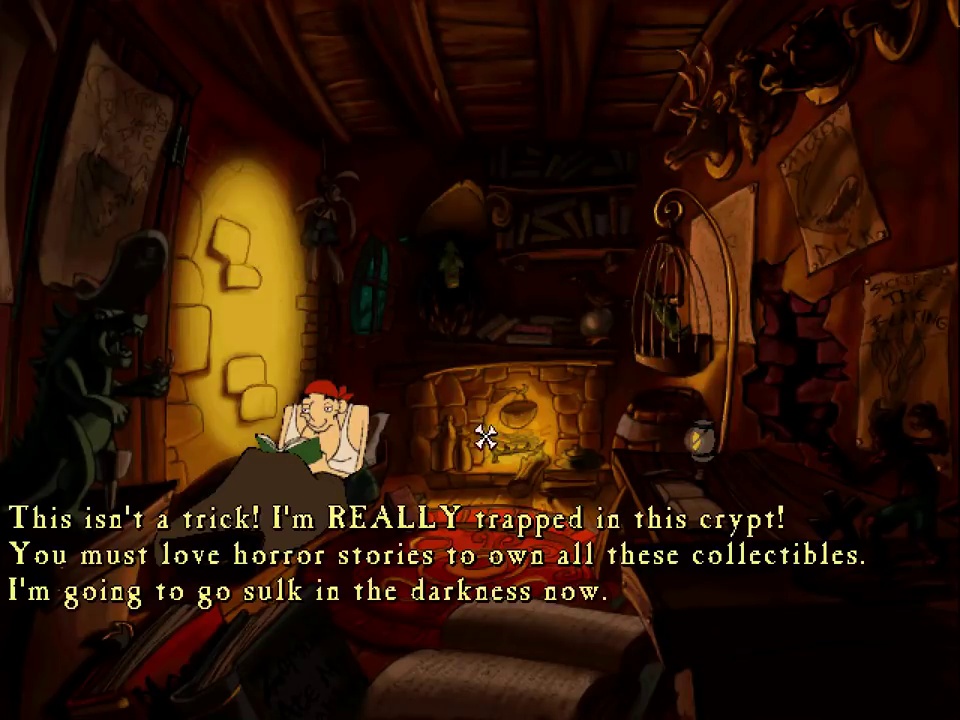 THE
This isn't a trick! I'm REALLY trapped in this crypt!
You must love horror stories to own all these collectibles.
I'm going to go sulk in the darkness now.